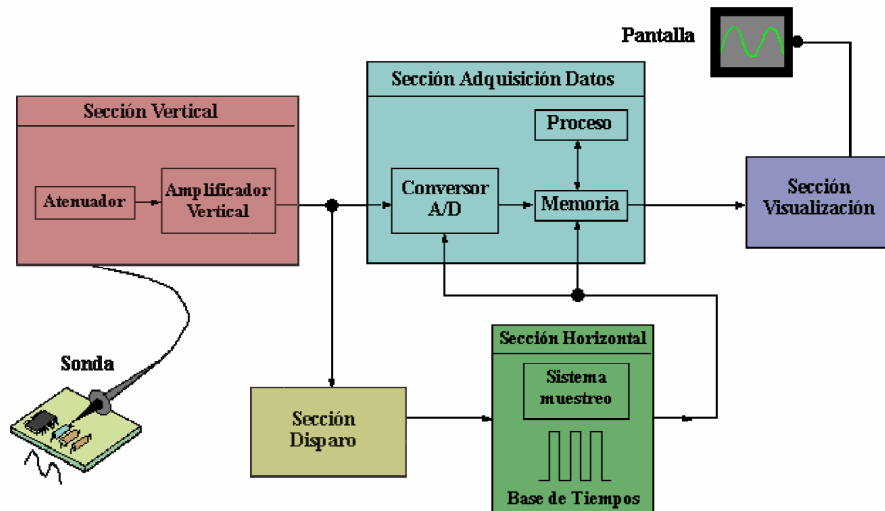 Pantalla
Sección Adquisición Datos
Sección Vertical
Proceso
Atenuador
Amplificador
Vertical
Conversor
A/D
Memoria
Sección
Visualización
Sonda
Sección Horizontal
Sistema
muestreo
Sección
Disparo
Base de Tiempos